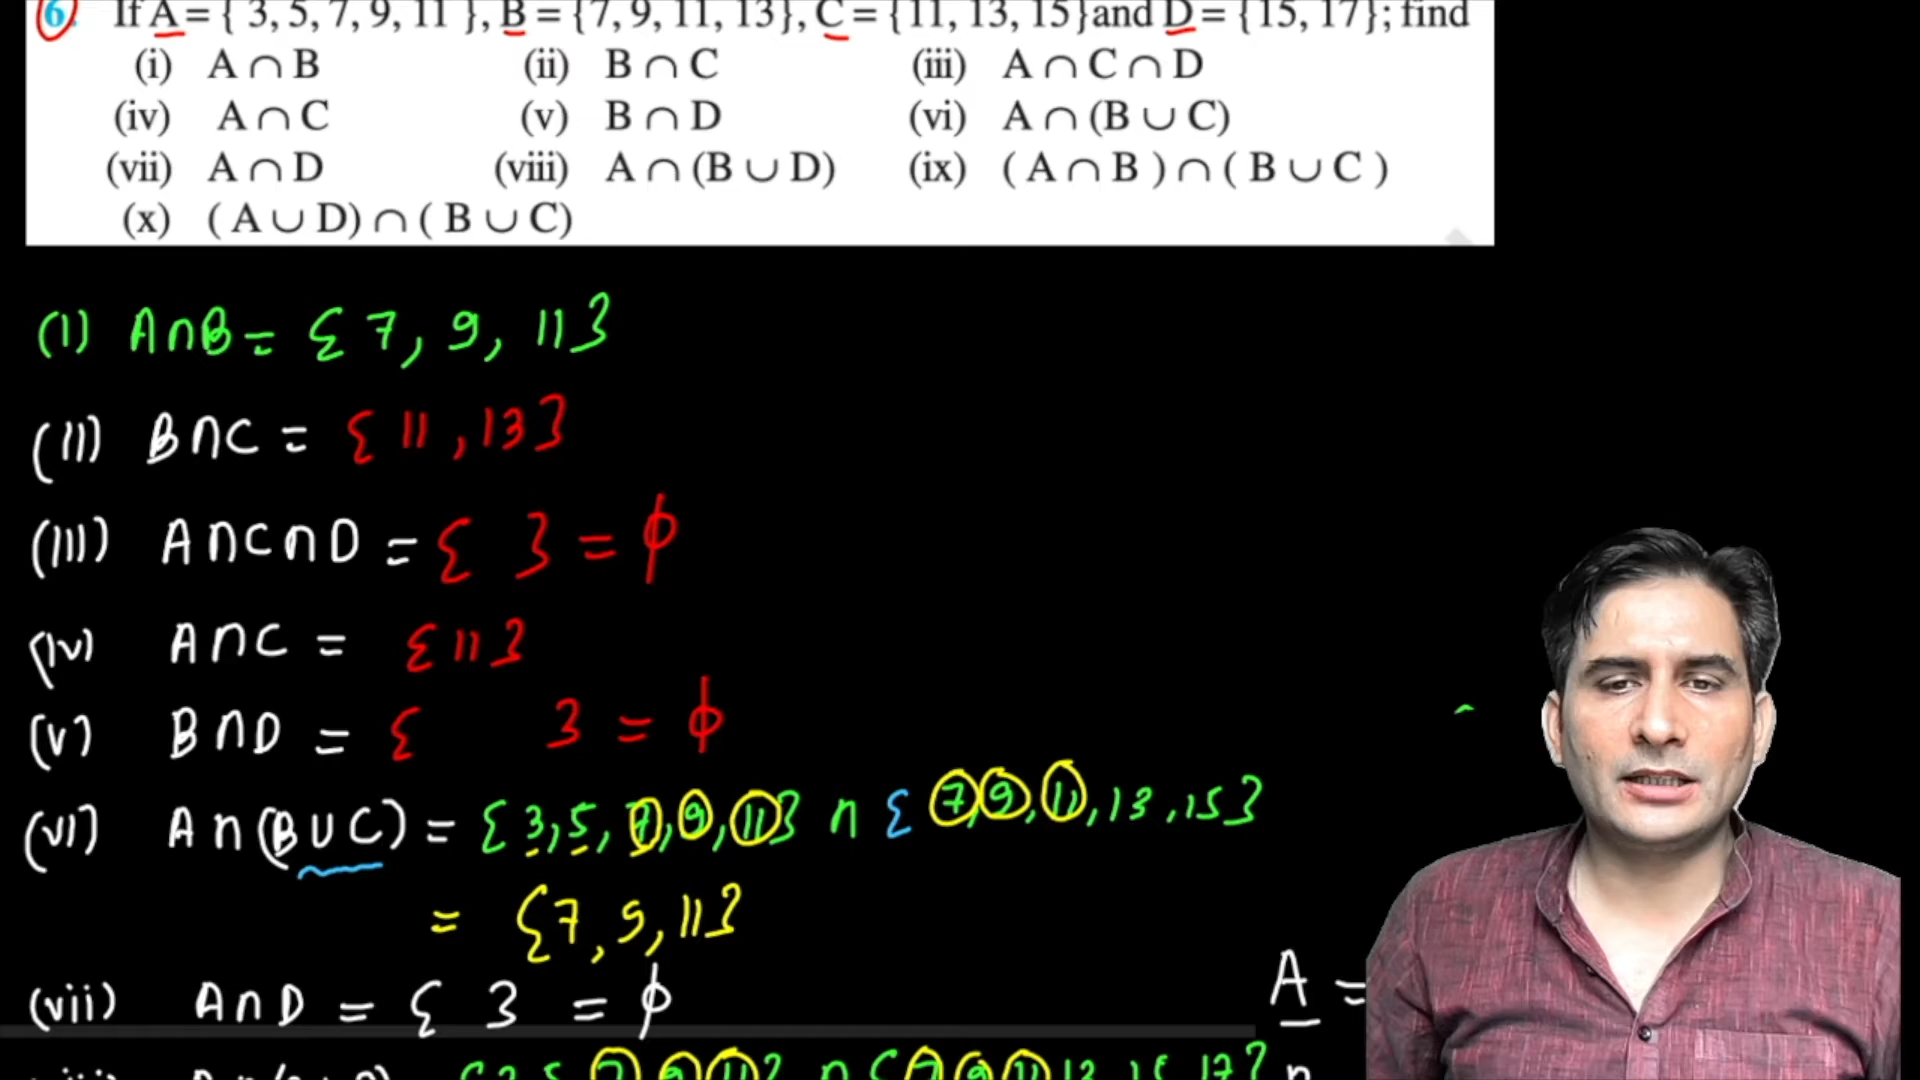 6. If A = { 3, 5, 7, 9, 11 }, B = {7, 9, 11, 13}, C = {11, 13, 15}and D = {15, 17}; find
(i) A ∩ B (ii) B ∩ C (iii) A ∩ C ∩ D
(iv) A ∩ C (v) B ∩ D (vi) A ∩ (B ∪ C)
(vii) A ∩ D (viii) A ∩ (B ∪ D) (ix) ( A ∩ B ) ∩ ( B ∪ C )
(x) ( A ∪ D) ∩ ( B ∪ C)
(I) A∩B = { 7, 9, 11}
(II) B∩C = { 11, 13}
(III) A∩C∩D = { } = ϕ
(IV) A∩C = {11}
(V) B∩D = { } = ϕ
(VI) A∩(B∪C) = {3, 5, 7, 9, 11} ∩ {7, 9, 11, 13, 15}
= {7, 9, 11}
(vii) A∩D = { } = ϕ
A =